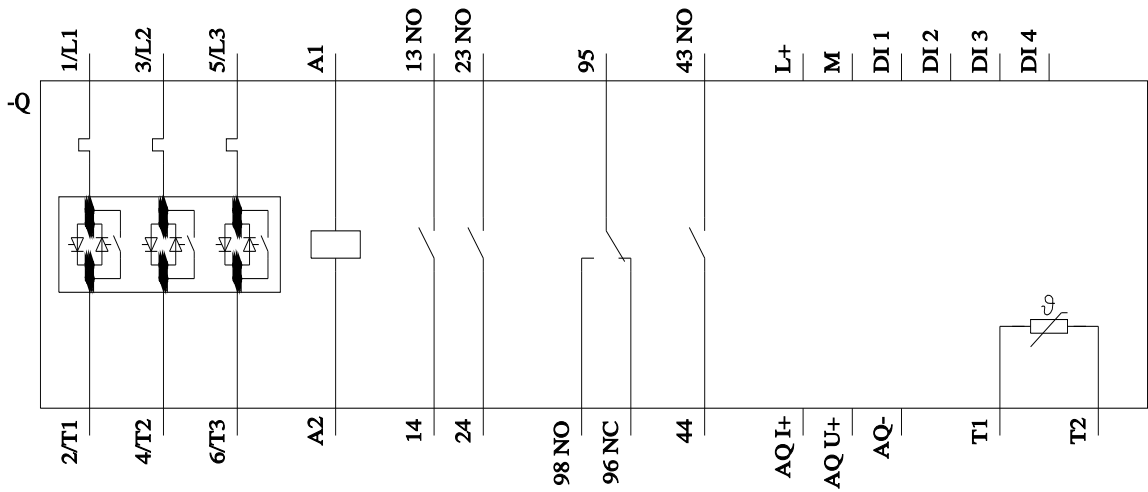 1/L1
3/L2
5/L3
A1
13 NO
23 NO
95
43 NO
L+
M
DI 1
DI 2
DI 3
DI 4
-Q
ϑ
2/T1
4/T2
6/T3
A2
14
24
98 NO
96 NC
44
AQ I+
AQ U+
AQ-
T1
T2